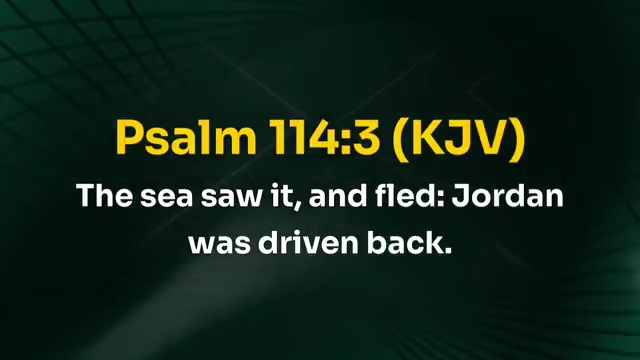 Psalm 114:3 (KJV)
The sea saw it, and fled: Jordan
was driven back.